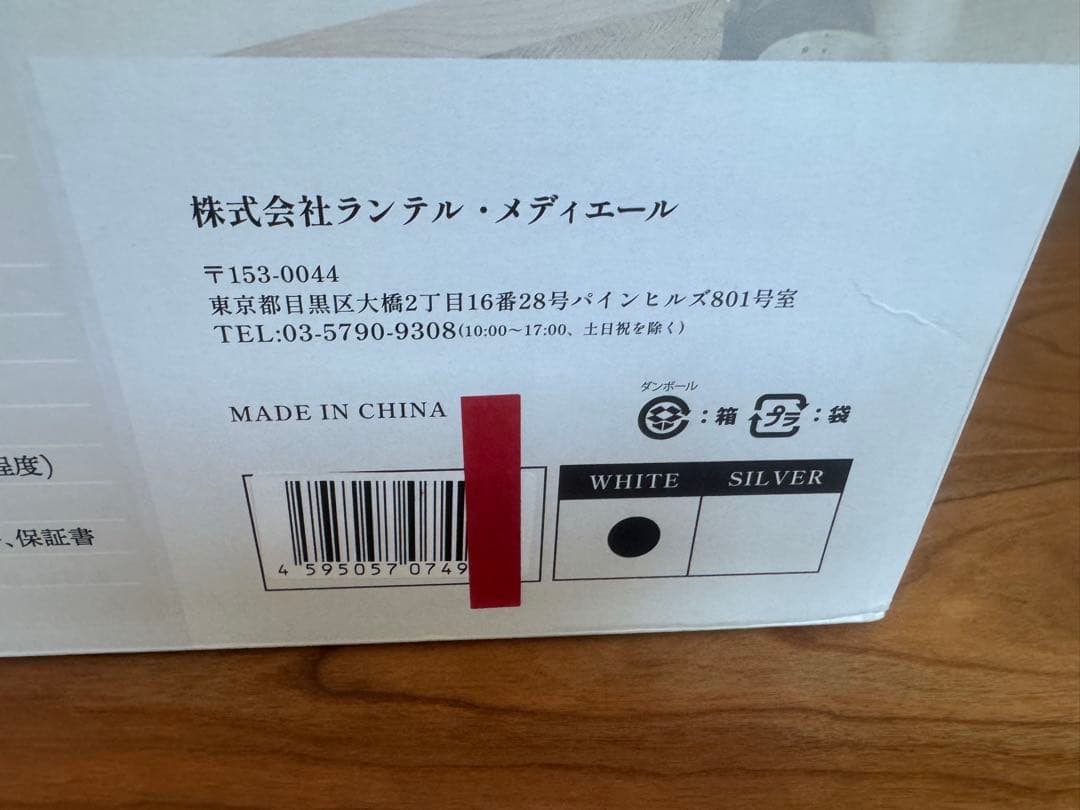 株式会社ランテル・メディエール
〒153-0044
東京都目黒区大橋2丁目16番28号パインヒルズ801号室
TEL:03-5790-9308(10:00～17:00、土日祝を除く)
MADE IN CHINA
ダンボール
：箱 プラ：袋
WHITE SILVER
4 595057 0749
程度)
、保証書